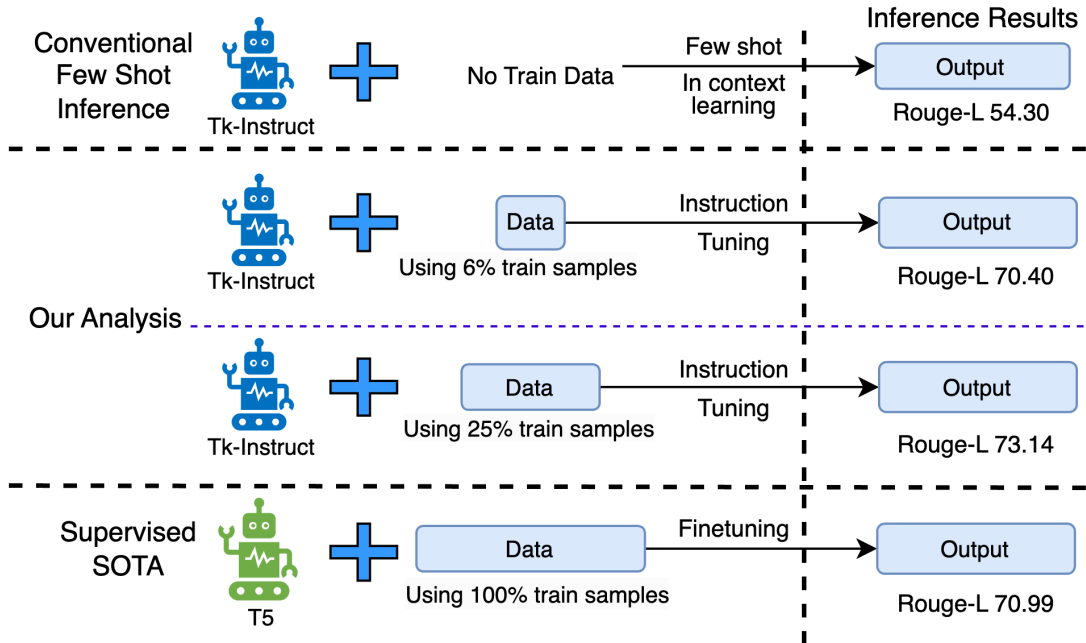 Inference Results
Conventional
Few Shot
Inference
Tk-Instruct
No Train Data
Few shot
In context
learning
Output
Rouge-L 54.30
Tk-Instruct
Data
Using 6% train samples
Instruction
Tuning
Output
Rouge-L 70.40
Our Analysis
Tk-Instruct
Data
Using 25% train samples
Instruction
Tuning
Output
Rouge-L 73.14
Supervised
SOTA
T5
Data
Using 100% train samples
Finetuning
Output
Rouge-L 70.99